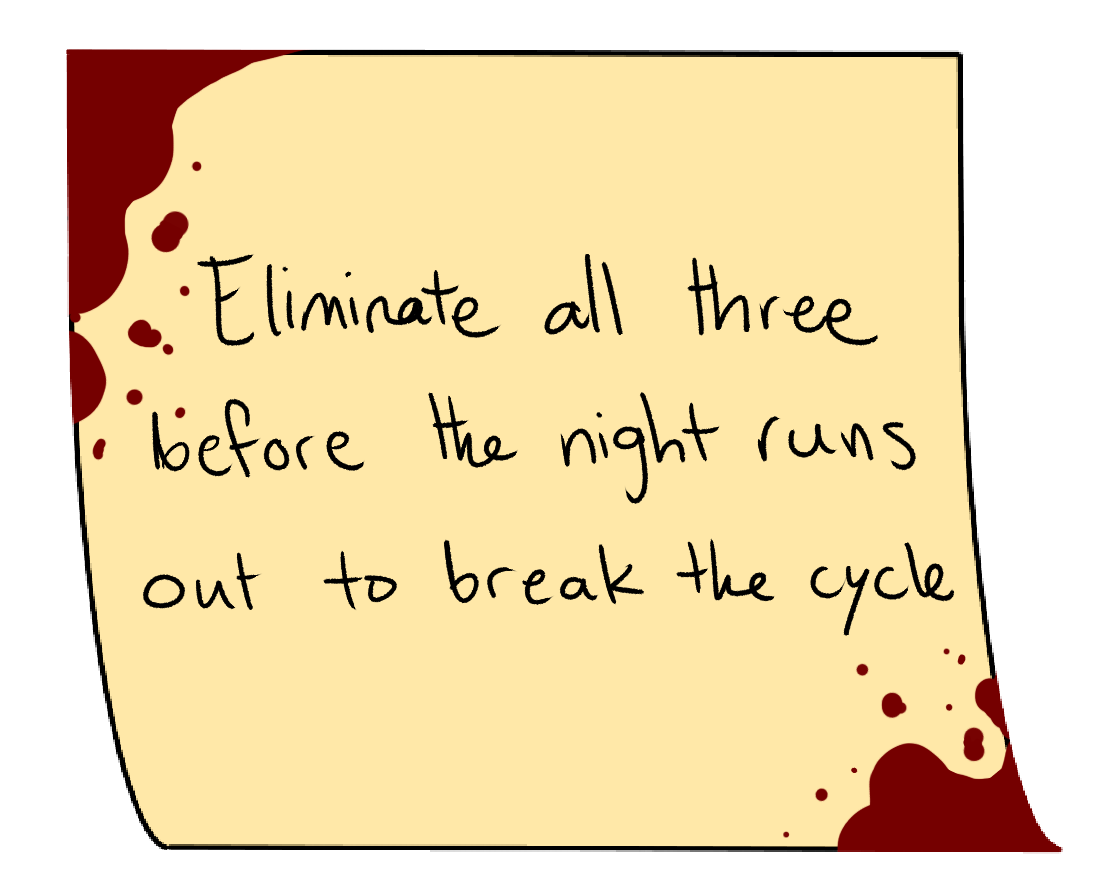 Eliminate all three
before the night runs
out to break the cycle